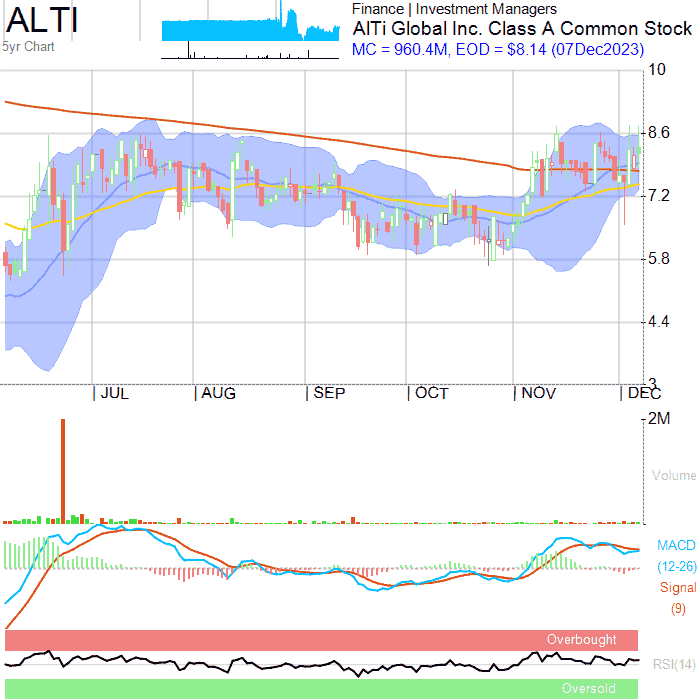 ALTI
5yr Chart
Finance | Investment Managers
AlTi Global Inc. Class A Common Stock
MC = 960.4M, EOD = $8.14 (07Dec2023)
10
8.6
7.2
5.8
4.4
3
JUL AUG SEP OCT NOV DEC
2M
Volume
MACD
(12-26)
Signal
(9)
Overbought
RSI(14)
Oversold